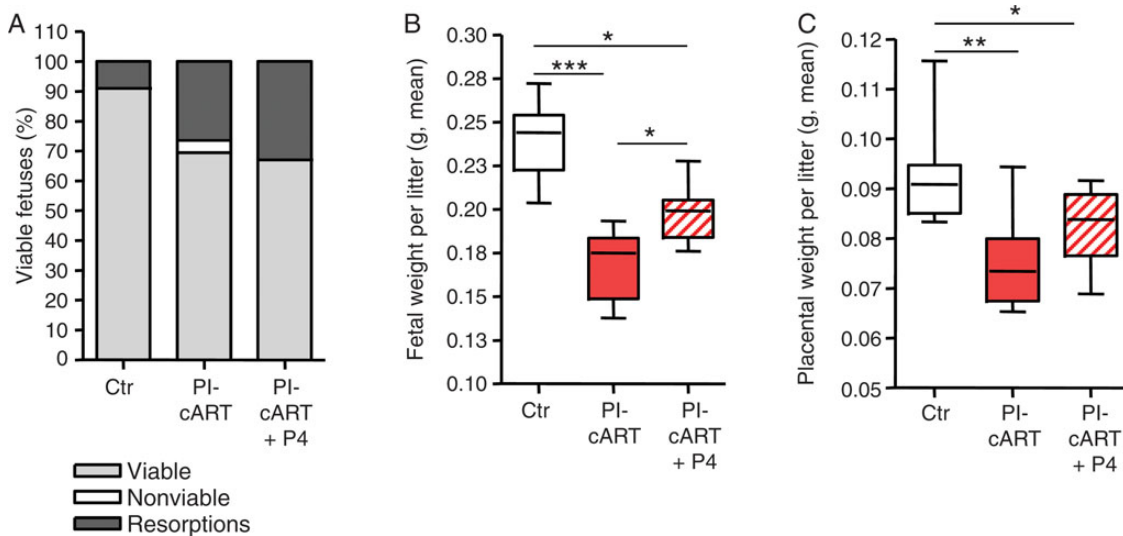 A
Viable fetuses (%)
110
100
90
80
70
60
50
40
30
20
10
0
Ctr
PI-
cART
PI-
cART
+ P4
Viable
Nonviable
Resorptions
B
Fetal weight per litter (g, mean)
0.30
0.28
0.25
0.23
0.20
0.18
0.15
0.13
0.10
*
***
*
Ctr
PI-
cART
PI-
cART
+ P4
C
Placental weight per litter (g, mean)
0.12
0.10
0.09
0.08
0.07
0.06
0.05
*
**
Ctr
PI-
cART
PI-
cART
+ P4